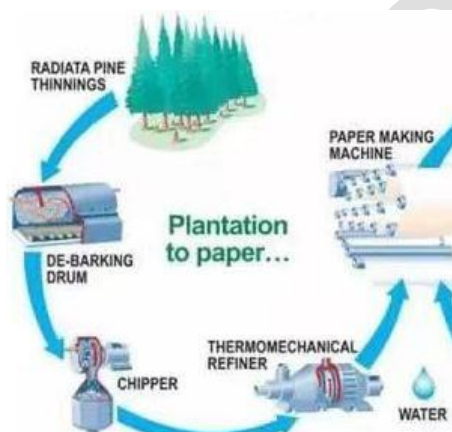 RADIATA PINE
THINNINGS
PAPER MAKING
MACHINE
Plantation
to paper...
DE-BARKING
DRUM
THERMOMECHANICAL
REFINER
CHIPPER
WATER